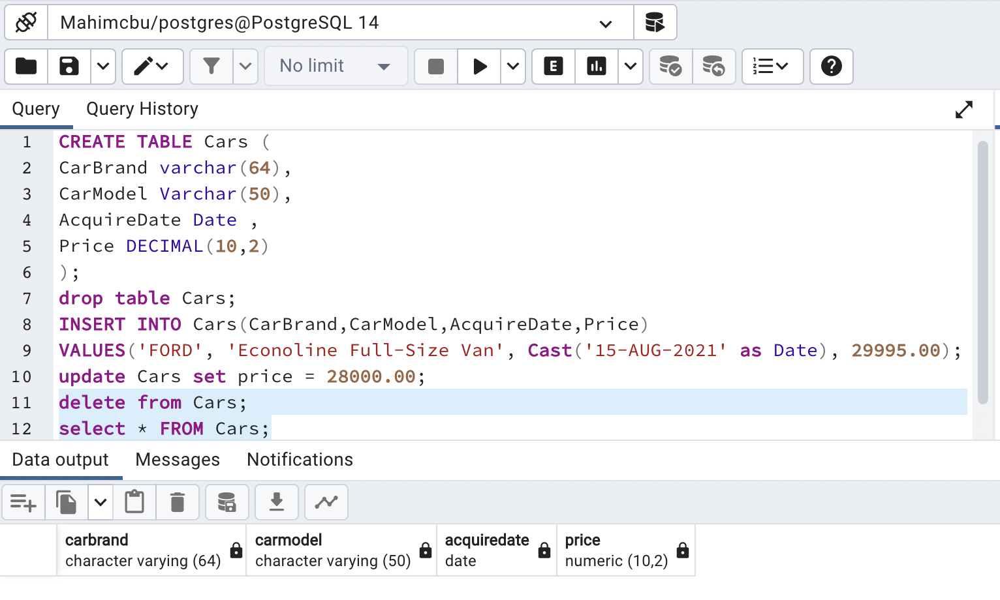 Mahimcbu/postgres@PostgreSQL 14
No limit
Query Query History
1 CREATE TABLE Cars (
2 CarBrand varchar(64),
3 CarModel Varchar(50),
4 AcquireDate Date ,
5 Price DECIMAL(10,2)
6 );
7 drop table Cars;
8 INSERT INTO Cars(CarBrand,CarModel,AcquireDate,Price)
9 VALUES('FORD', 'Econoline Full-Size Van', Cast('15-AUG-2021' as Date), 29995.00);
10 update Cars set price = 28000.00;
11 delete from Cars;
12 select * FROM Cars;
Data output Messages Notifications
carbrand carmodel acquiredate price
character varying (64) character varying (50) date numeric (10,2)